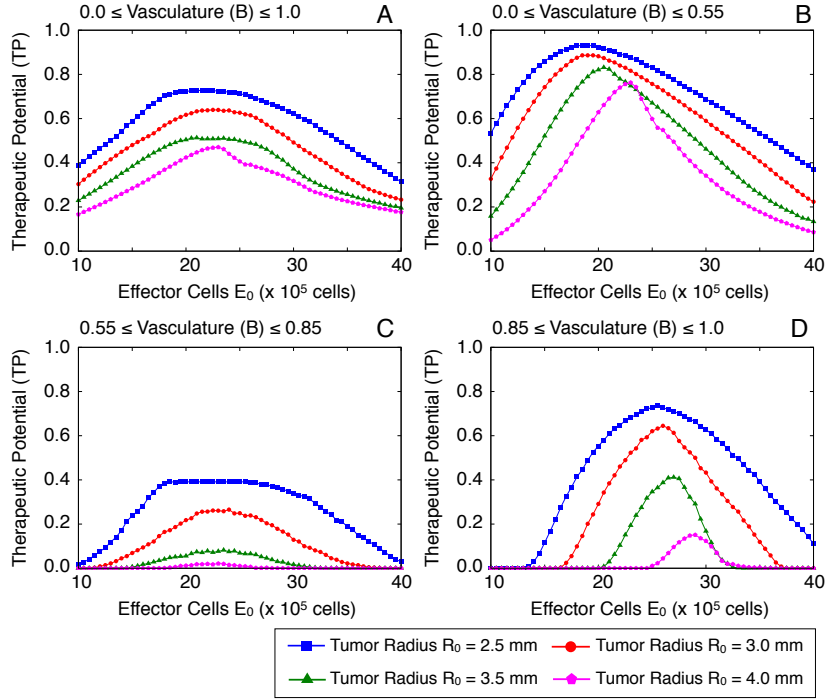 0.0 ≤ Vasculature (B) ≤ 1.0 A
Therapeutic Potential (TP)
1.0
0.8
0.6
0.4
0.2
0.0
10 20 30 40
Effector Cells E₀ (x 10⁵ cells)
0.0 ≤ Vasculature (B) ≤ 0.55 B
Therapeutic Potential (TP)
1.0
0.8
0.6
0.4
0.2
0.0
10 20 30 40
Effector Cells E₀ (x 10⁵ cells)
0.55 ≤ Vasculature (B) ≤ 0.85 C
Therapeutic Potential (TP)
1.0
0.8
0.6
0.4
0.2
0.0
10 20 30 40
Effector Cells E₀ (x 10⁵ cells)
0.85 ≤ Vasculature (B) ≤ 1.0 D
Therapeutic Potential (TP)
1.0
0.8
0.6
0.4
0.2
0.0
10 20 30 40
Effector Cells E₀ (x 10⁵ cells)
Tumor Radius R₀ = 2.5 mm Tumor Radius R₀ = 3.0 mm
Tumor Radius R₀ = 3.5 mm Tumor Radius R₀ = 4.0 mm